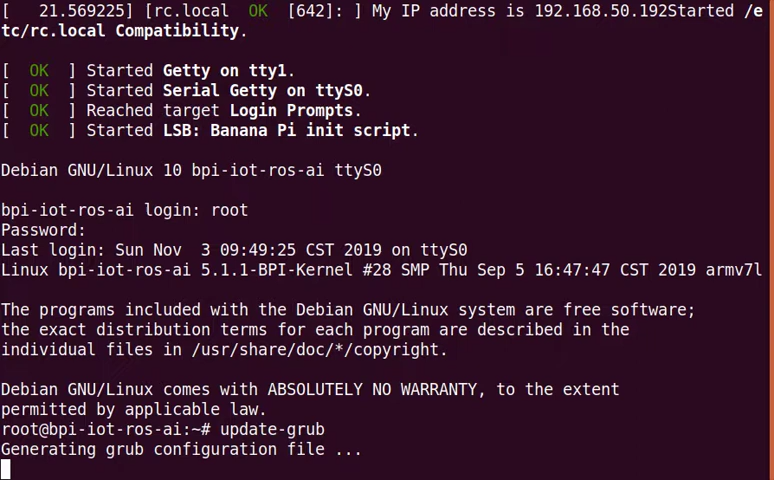 [   21.569225] [rc.local  OK  [642]: ] My IP address is 192.168.50.192Started /e
tc/rc.local Compatibility.
[  OK  ] Started Getty on tty1.
[  OK  ] Started Serial Getty on ttyS0.
[  OK  ] Reached target Login Prompts.
[  OK  ] Started LSB: Banana Pi init script.
Debian GNU/Linux 10 bpi-iot-ros-ai ttyS0
bpi-iot-ros-ai login: root
Password:
Last login: Sun Nov  3 09:49:25 CST 2019 on ttyS0
Linux bpi-iot-ros-ai 5.1.1-BPI-Kernel #28 SMP Thu Sep 5 16:47:47 CST 2019 armv7l
The programs included with the Debian GNU/Linux system are free software;
the exact distribution terms for each program are described in the
individual files in /usr/share/doc/*/copyright.
Debian GNU/Linux comes with ABSOLUTELY NO WARRANTY, to the extent
permitted by applicable law.
root@bpi-iot-ros-ai:~# update-grub
Generating grub configuration file ...